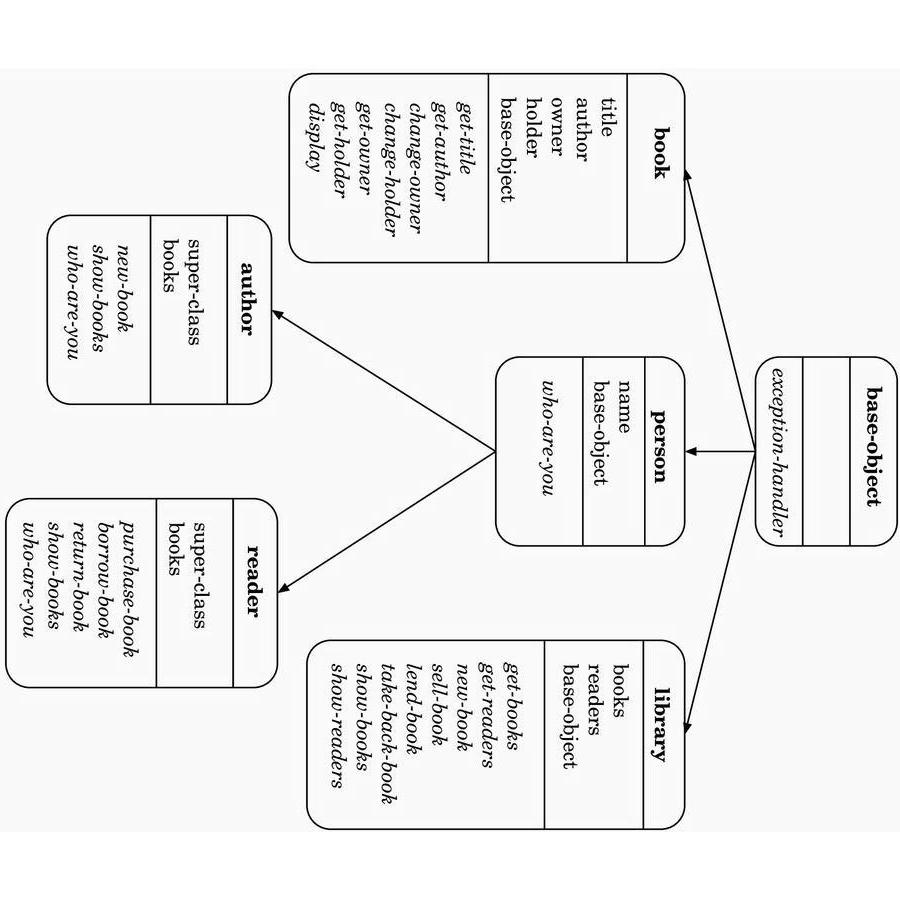 base-object
exception-handler
book
title
author
owner
holder
base-object
get-title
get-author
change-owner
change-holder
get-owner
get-holder
display
person
name
base-object
who-are-you
library
books
readers
base-object
get-books
get-readers
new-book
sell-book
lend-book
take-back-book
show-books
show-readers
author
super-class
books
new-book
show-books
who-are-you
reader
super-class
books
purchase-book
borrow-book
return-book
show-books
who-are-you